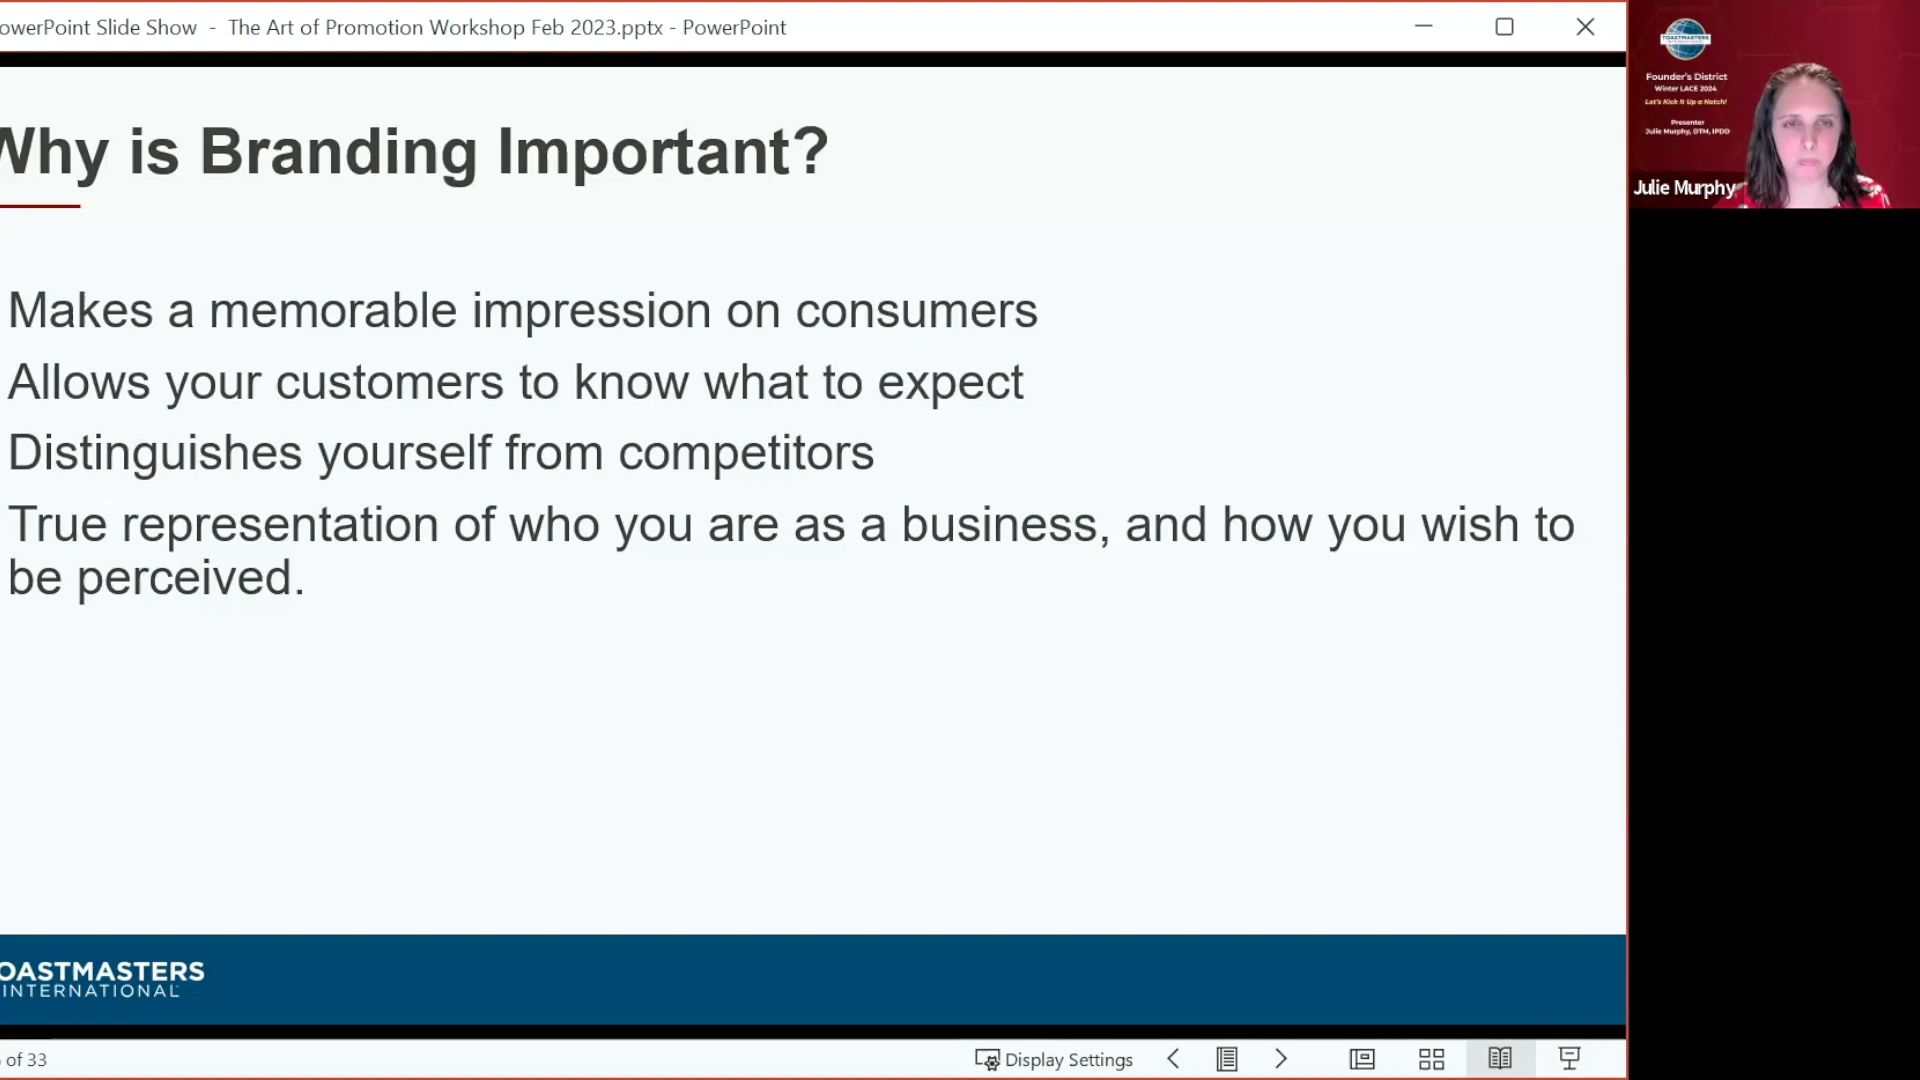 PowerPoint Slide Show - The Art of Promotion Workshop Feb 2023.pptx - PowerPoint
Why is Branding Important?
Makes a memorable impression on consumers
Allows your customers to know what to expect
Distinguishes yourself from competitors
True representation of who you are as a business, and how you wish to
be perceived.
TOASTMASTERS
INTERNATIONAL
of 33
Display Settings
TOASTMASTERS
Founder's District
Winter LACE 2024
Let's Kick It Up a Notch!
Presenter
Julie Murphy, DTM, IPDD
Julie Murphy